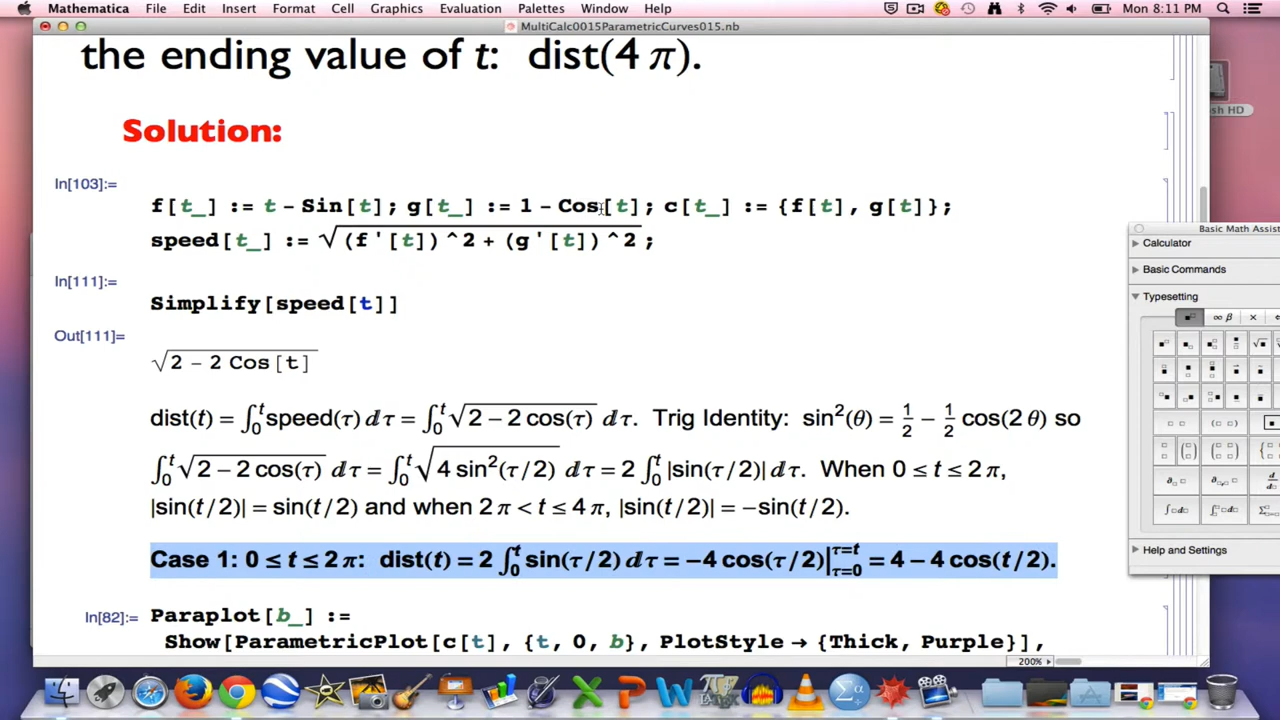 Mathematica File Edit Insert Format Cell Graphics Evaluation Palettes Window Help Mon 8:11 PM
MultiCalc0015ParametricCurves015.nb
the ending value of t: dist(4 π).
Solution:
In[103]:=
f[t_] := t - Sin[t]; g[t_] := 1 - Cos[t]; c[t_] := {f[t], g[t]};
speed[t_] := √((f'[t])^2 + (g'[t])^2);
In[111]:=
Simplify[speed[t]]
Out[111]=
√(2 - 2 Cos[t])
dist(t) = ∫₀ᵗ speed(τ) ⅆτ = ∫₀ᵗ √(2 - 2 cos(τ)) ⅆτ. Trig Identity: sin²(θ) = 1/2 - 1/2 cos(2 θ) so
∫₀ᵗ √(2 - 2 cos(τ)) ⅆτ = ∫₀ᵗ √(4 sin²(τ/2)) ⅆτ = 2 ∫₀ᵗ |sin(τ/2)| ⅆτ. When 0 ≤ t ≤ 2 π,
|sin(t/2)| = sin(t/2) and when 2 π < t ≤ 4 π, |sin(t/2)| = -sin(t/2).
Case 1: 0 ≤ t ≤ 2 π: dist(t) = 2 ∫₀ᵗ sin(τ/2) ⅆτ = -4 cos(τ/2)|τ=0 τ=t = 4 - 4 cos(t/2).
In[82]:= Paraplot[b_] :=
Show[ParametricPlot[c[t], {t, 0, b}, PlotStyle → {Thick, Purple}],
200%
HD
Basic Math Assist
Calculator
Basic Commands
Typesetting
∞ β
Help and Settings